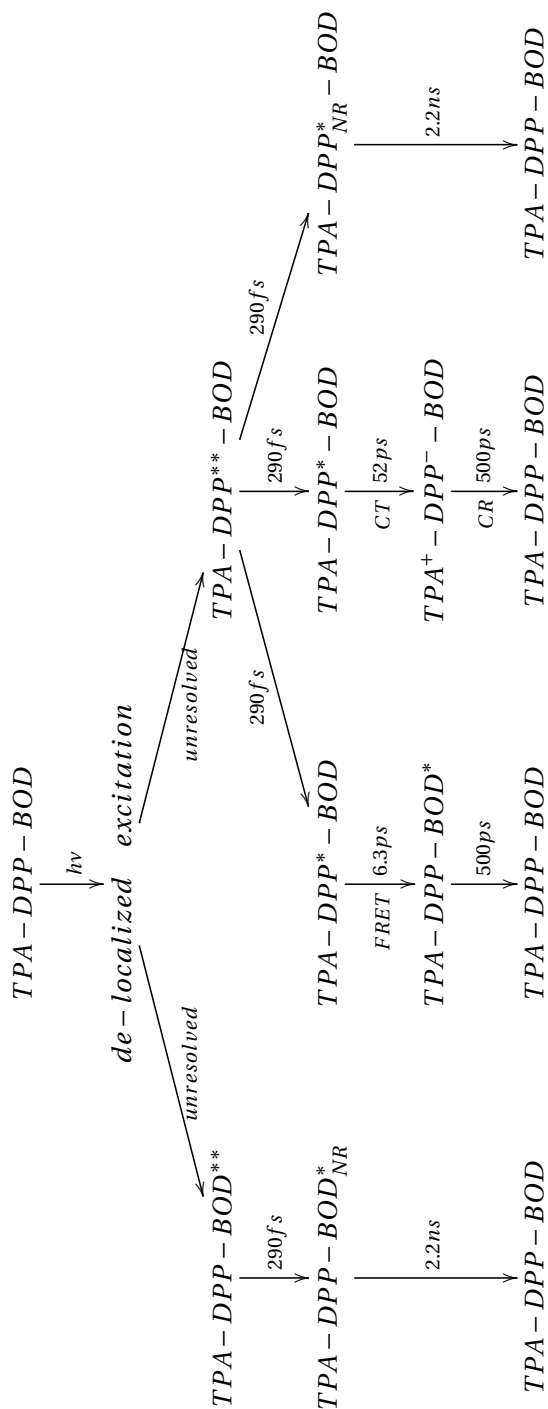 TPA−DPP−BOD
hν
de−localized excitation
unresolved
unresolved
TPA−DPP−BOD**
TPA−DPP**−BOD
290fs
290fs
290fs
290fs
TPA−DPP−BOD*NR
TPA−DPP*−BOD
TPA−DPP*−BOD
TPA−DPP*NR−BOD
2.2ns
FRET 6.3ps
CT 52ps
2.2ns
TPA−DPP−BOD*
TPA⁺−DPP⁻−BOD
500ps
CR 500ps
TPA−DPP−BOD
TPA−DPP−BOD
TPA−DPP−BOD
TPA−DPP−BOD